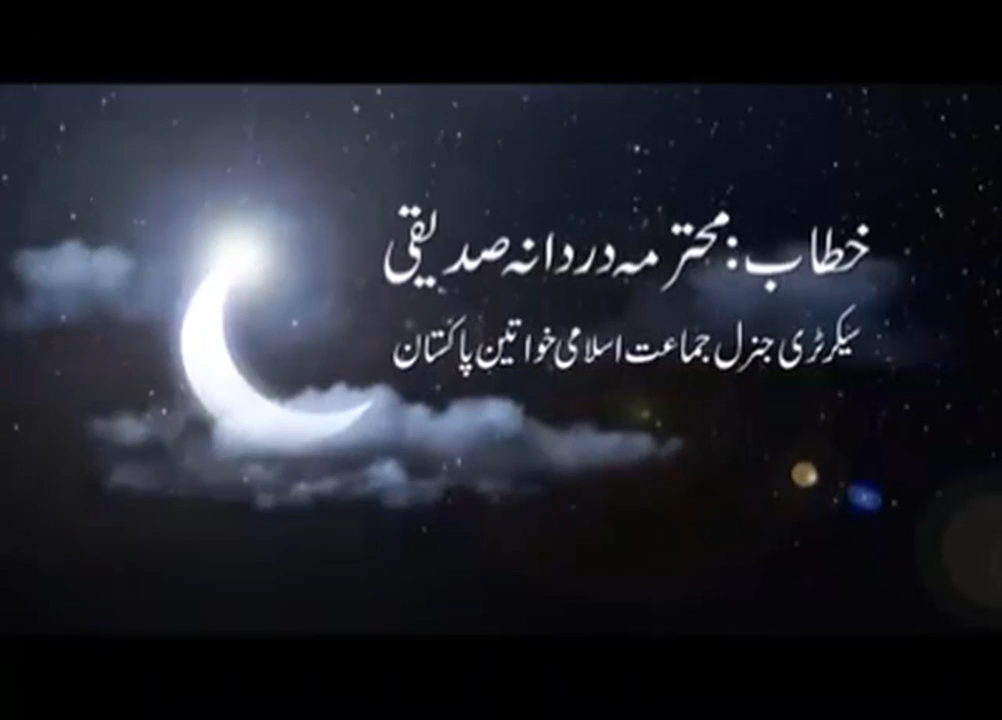 خطاب: محترمہ دردانہ صدیقی
سیکرٹری جنرل جماعت اسلامی خواتین پاکستان